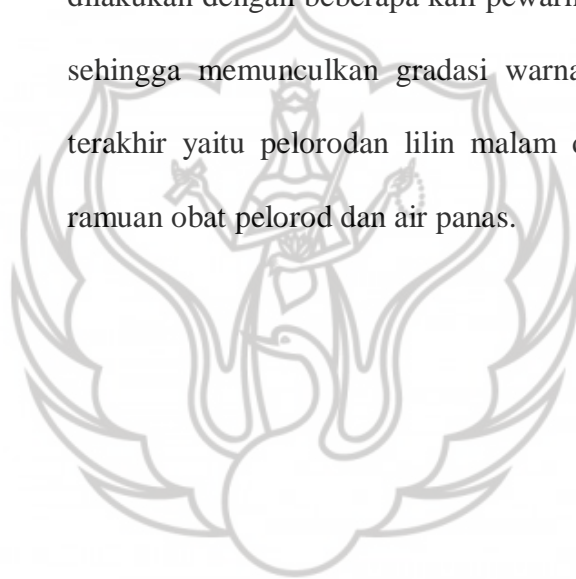 dilakukan dengan beberapa kali pewarn
sehingga memunculkan gradasi warna
terakhir yaitu pelorodan lilin malam
ramuan obat pelorod dan air panas.